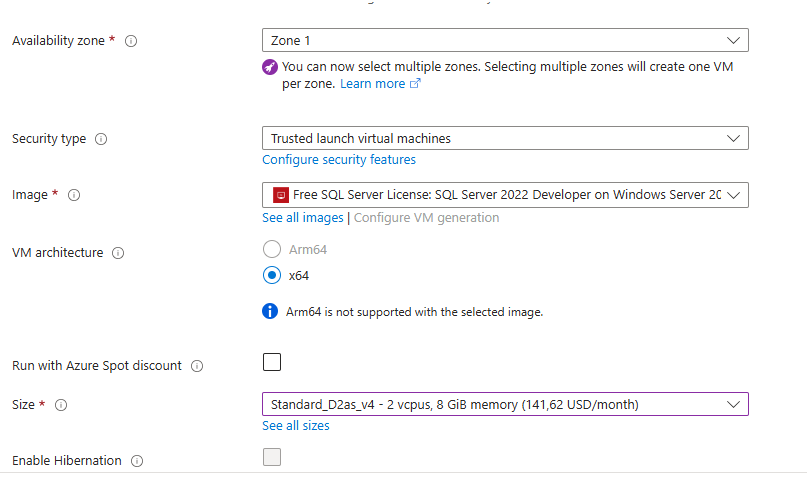 Availability zone *
Zone 1
You can now select multiple zones. Selecting multiple zones will create one VM
per zone. Learn more
Security type
Trusted launch virtual machines
Configure security features
Image *
Free SQL Server License: SQL Server 2022 Developer on Windows Server 20
See all images | Configure VM generation
VM architecture
Arm64
x64
Arm64 is not supported with the selected image.
Run with Azure Spot discount
Size *
Standard_D2as_v4 - 2 vcpus, 8 GiB memory (141,62 USD/month)
See all sizes
Enable Hibernation